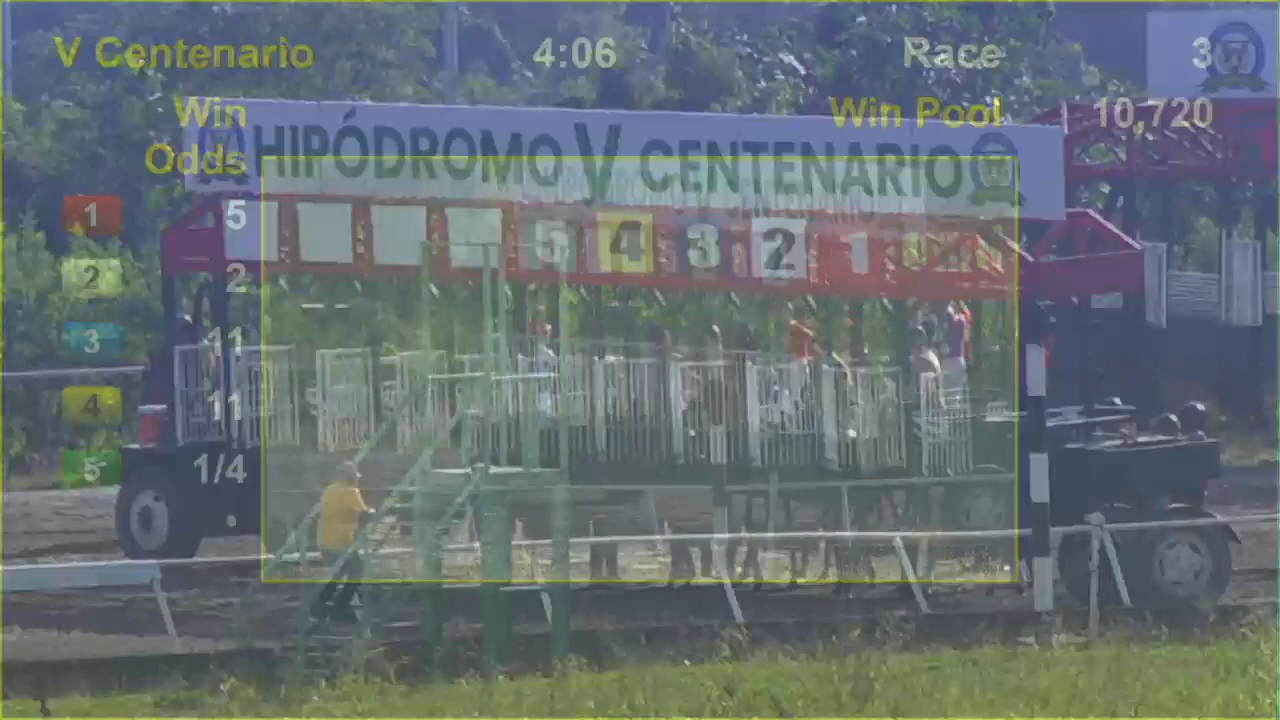 V Centenario 4:06 Race 3
Win Odds
Win Pool 10,720
HIPÓDROMO V CENTENARIO
1 5
2 2
3 11
4 11
5 1/4
5 4 3 2 1